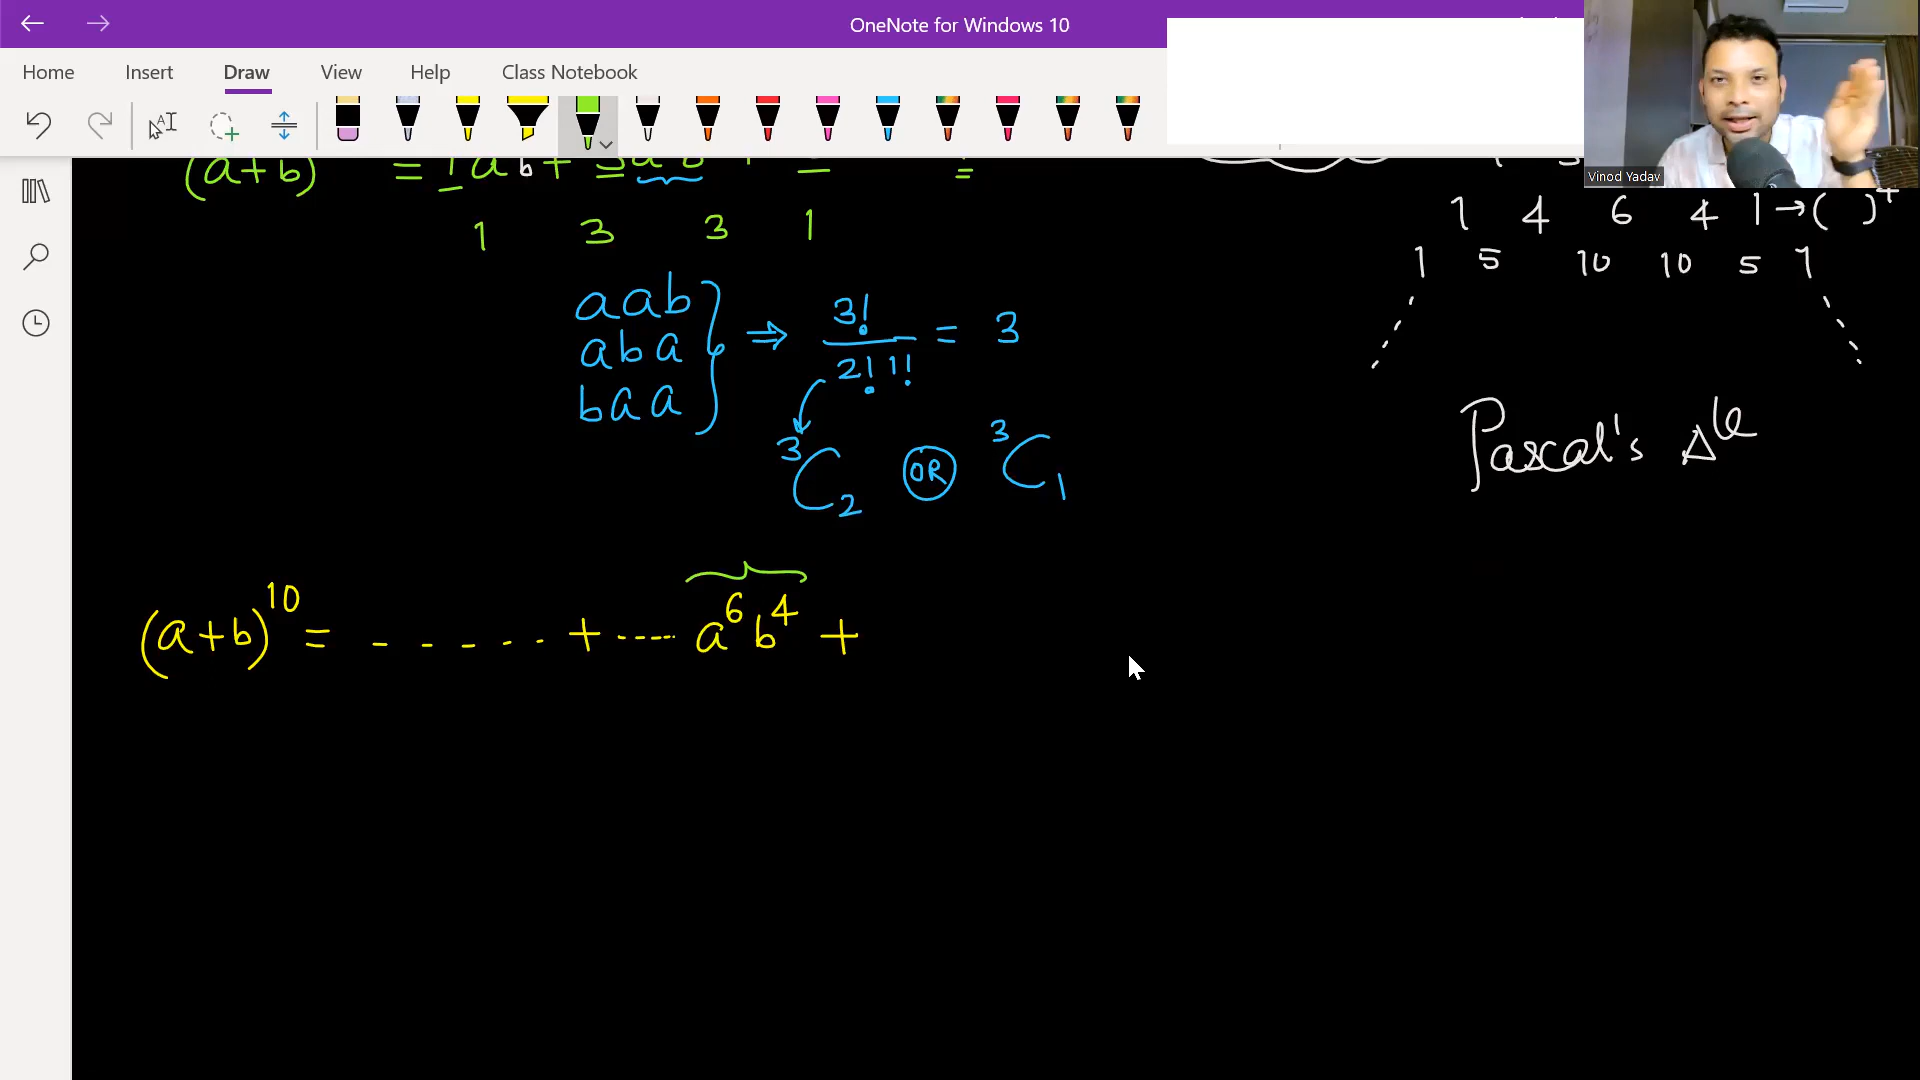 OneNote for Windows 10
Home Insert Draw View Help Class Notebook
Vinod Yadav
(a+b) = 1 a b + 3 a b
1 3 3 1
1 4 6 4 1 → ( )⁴
1 5 10 10 5 1
aab
aba
baa
⇒ 3!/2! 1! = 3
³C₂ OR ³C₁
Pascal's Δle
(a+b)¹⁰ = - - - - - + ..... a⁶b⁴ +